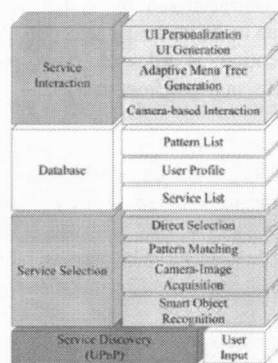 Service
Interaction
UI Personalization
UI Generation
Adaptive Menu Tree
Generation
Camera-based Interaction
Database
Pattern List
User Profile
Service List
Service Selection
Direct Selection
Pattern Matching
Camera-Image
Acquisition
Smart Object
Recognition
Service Discovery
(UPnP)
User
Input